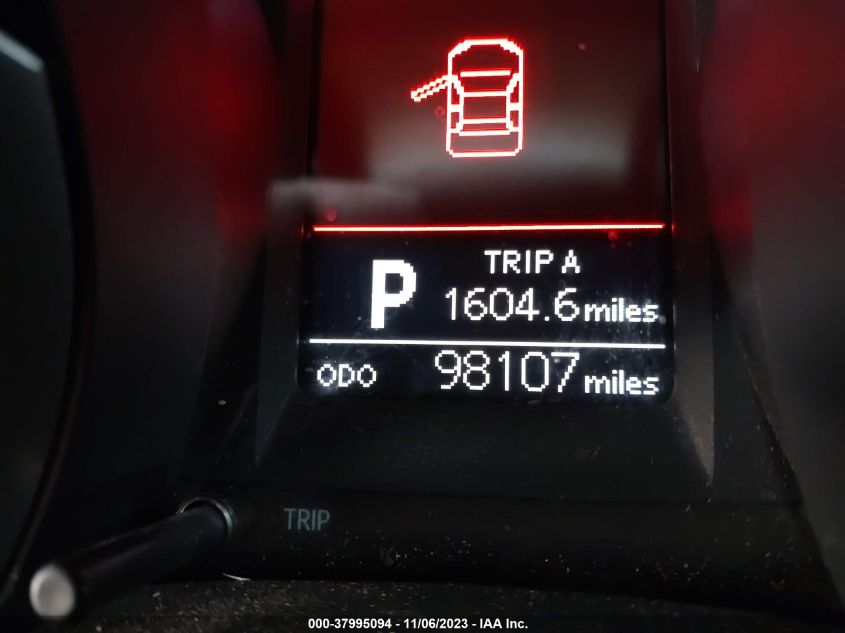 TRIP A
P 1604.6 miles
ODO 98107 miles
TRIP
000-37995094 - 11/06/2023 - IAA Inc.